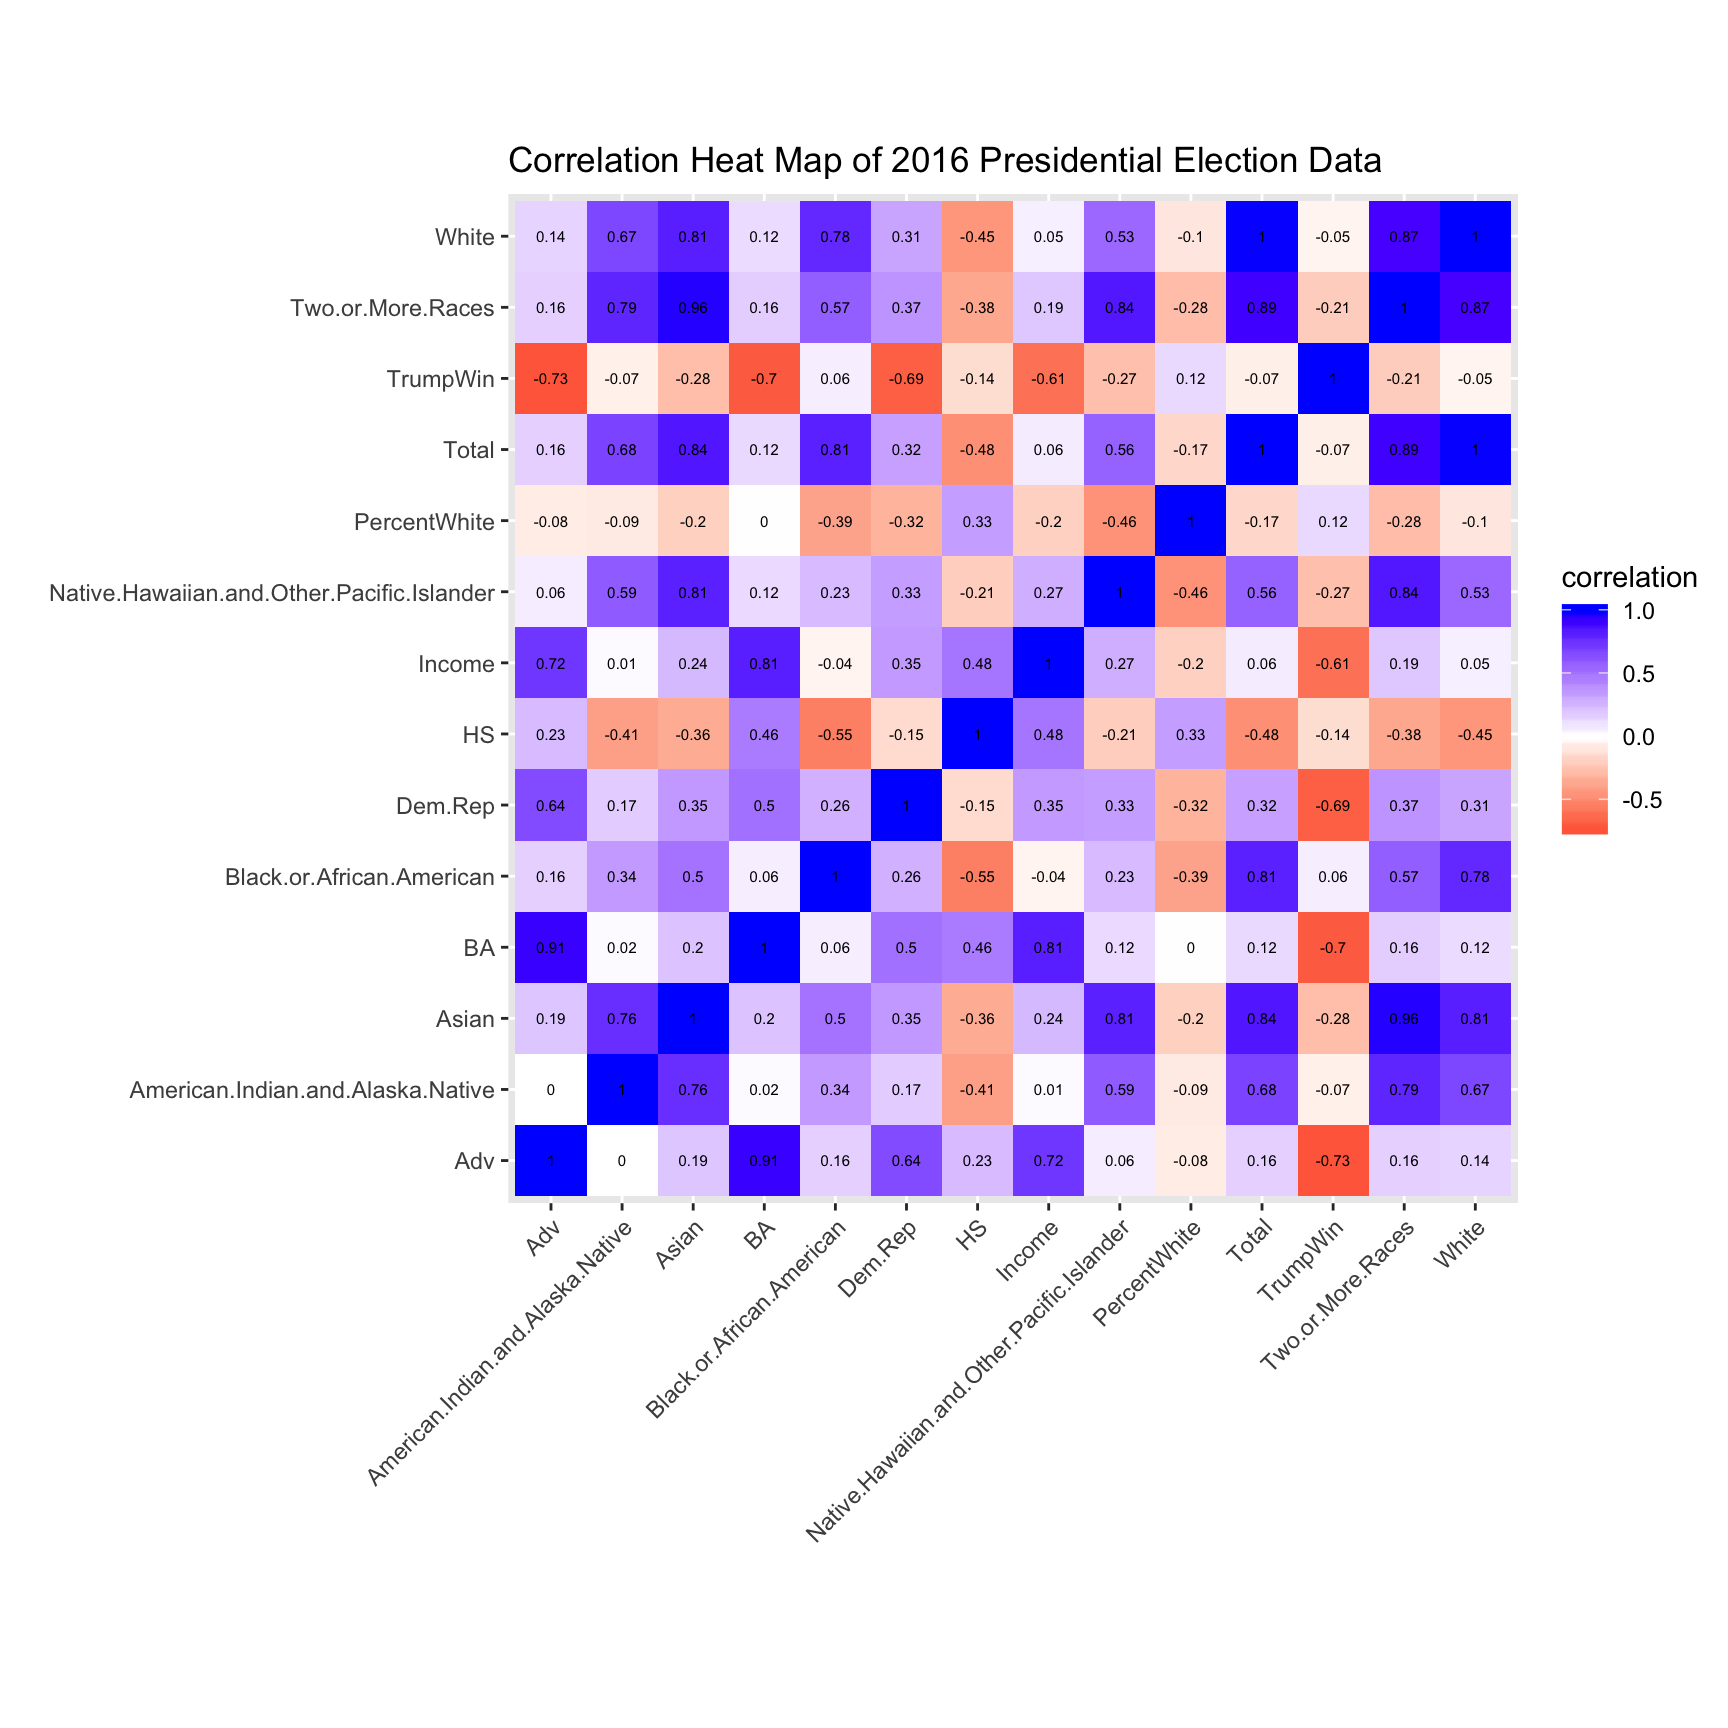 Correlation Heat Map of 2016 Presidential Election Data
White 0.14 0.67 0.81 0.12 0.78 0.31 -0.45 0.05 0.53 -0.1 1 -0.05 0.87 1
Two.or.More.Races 0.16 0.79 0.96 0.16 0.57 0.37 -0.38 0.19 0.84 -0.28 0.89 -0.21 1 0.87
TrumpWin -0.73 -0.07 -0.28 -0.7 0.06 -0.69 -0.14 -0.61 -0.27 0.12 -0.07 1 -0.21 -0.05
Total 0.16 0.68 0.84 0.12 0.81 0.32 -0.48 0.06 0.56 -0.17 1 -0.07 0.89 1
PercentWhite -0.08 -0.09 -0.2 0 -0.39 -0.32 0.33 -0.2 -0.46 1 -0.17 0.12 -0.28 -0.1
Native.Hawaiian.and.Other.Pacific.Islander 0.06 0.59 0.81 0.12 0.23 0.33 -0.21 0.27 1 -0.46 0.56 -0.27 0.84 0.53
Income 0.72 0.01 0.24 0.81 -0.04 0.35 0.48 1 0.27 -0.2 0.06 -0.61 0.19 0.05
HS 0.23 -0.41 -0.36 0.46 -0.55 -0.15 1 0.48 -0.21 0.33 -0.48 -0.14 -0.38 -0.45
Dem.Rep 0.64 0.17 0.35 0.5 0.26 1 -0.15 0.35 0.33 -0.32 0.32 -0.69 0.37 0.31
Black.or.African.American 0.16 0.34 0.5 0.06 1 0.26 -0.55 -0.04 0.23 -0.39 0.81 0.06 0.57 0.78
BA 0.91 0.02 0.2 1 0.06 0.5 0.46 0.81 0.12 0 0.12 -0.7 0.16 0.12
Asian 0.19 0.76 1 0.2 0.5 0.35 -0.36 0.24 0.81 -0.2 0.84 -0.28 0.96 0.81
American.Indian.and.Alaska.Native 0 1 0.76 0.02 0.34 0.17 -0.41 0.01 0.59 -0.09 0.68 -0.07 0.79 0.67
Adv 1 0 0.19 0.91 0.16 0.64 0.23 0.72 0.06 -0.08 0.16 -0.73 0.16 0.14
Adv
American.Indian.and.Alaska.Native
Asian
BA
Black.or.African.American
Dem.Rep
HS
Income
Native.Hawaiian.and.Other.Pacific.Islander
PercentWhite
Total
TrumpWin
Two.or.More.Races
White
correlation
1.0
0.5
0.0
-0.5